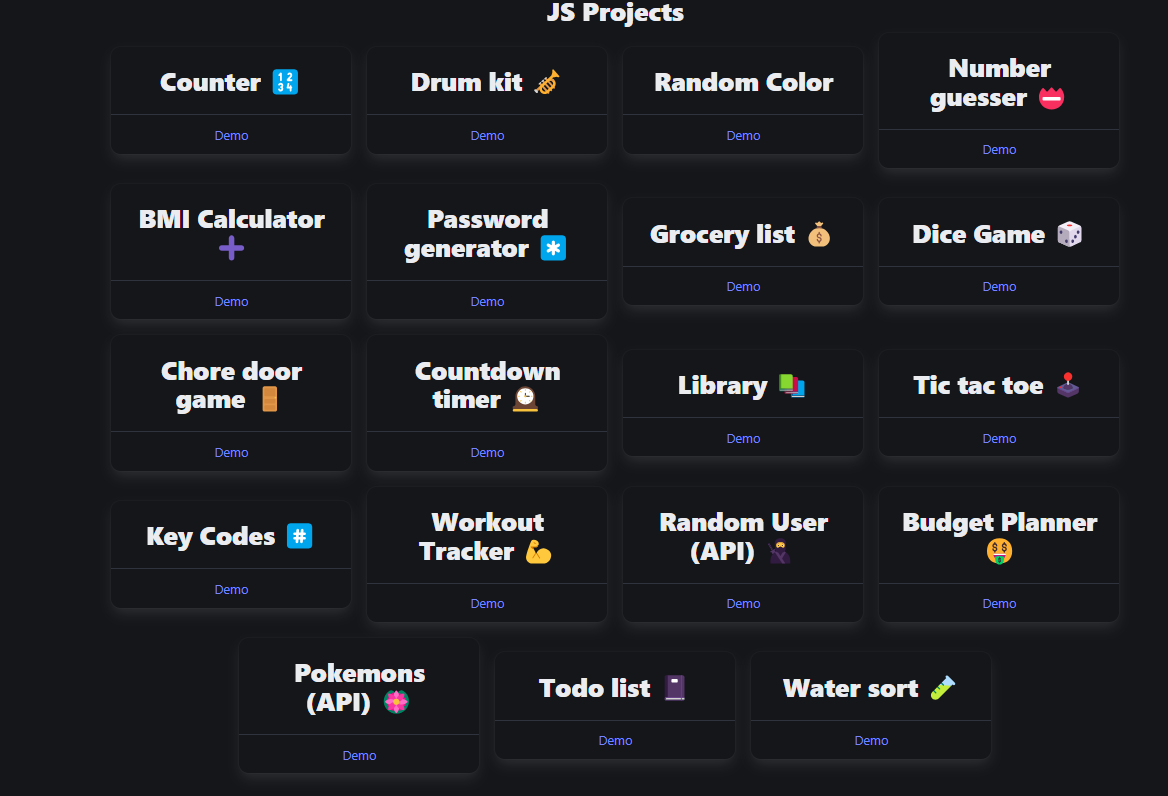 JS Projects
Counter 🔢
Demo
Drum kit 🎺
Demo
Random Color
Demo
Number
guesser 📛
Demo
BMI Calculator
➕
Demo
Password
generator *️⃣
Demo
Grocery list 💰
Demo
Dice Game 🎲
Demo
Chore door
game 🚪
Demo
Countdown
timer 🕰️
Demo
Library 📚
Demo
Tic tac toe 🕹️
Demo
Key Codes #️⃣
Demo
Workout
Tracker 💪
Demo
Random User
(API) 🥷
Demo
Budget Planner
🤑
Demo
Pokemons
(API) 🪷
Demo
Todo list 📓
Demo
Water sort 🧪
Demo